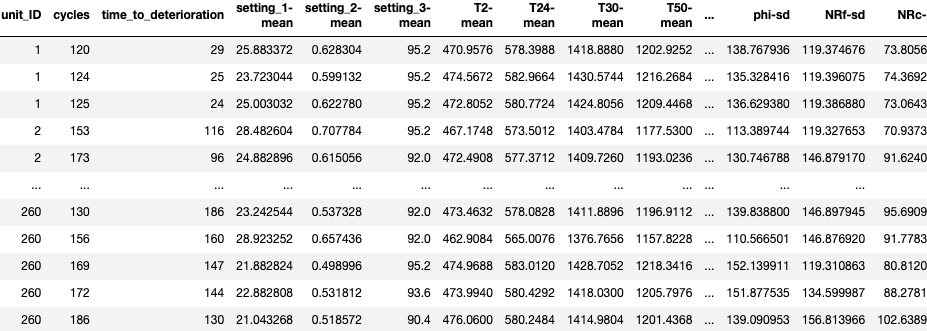 unit_ID cycles time_to_deterioration setting_1-mean setting_2-mean setting_3-mean T2-mean T24-mean T30-mean T50-mean ... phi-sd NRf-sd NRc-
1 120 29 25.883372 0.628304 95.2 470.9576 578.3988 1418.8880 1202.9252 ... 138.767936 119.374676 73.8056
1 124 25 23.723044 0.599132 95.2 474.5672 582.9664 1430.5744 1216.2684 ... 135.328416 119.396075 74.3692
1 125 24 25.003032 0.622780 95.2 472.8052 580.7724 1424.8056 1209.4468 ... 136.629380 119.386880 73.0643
2 153 116 28.482604 0.707784 95.2 467.1748 573.5012 1403.4784 1177.5300 ... 113.389744 119.327653 70.9373
2 173 96 24.882896 0.615056 92.0 472.4908 577.3712 1409.7260 1193.0236 ... 130.746788 146.879170 91.6240
... ... ... ... ... ... ... ... ... ... ... ... ...
260 130 186 23.242544 0.537328 92.0 473.4632 578.0828 1411.8896 1196.9112 ... 139.838800 146.897945 95.6909
260 156 160 28.923252 0.657436 92.0 462.9084 565.0076 1376.7656 1157.8228 ... 110.566501 146.876920 91.7783
260 169 147 21.882824 0.498996 95.2 474.9688 583.0120 1428.7052 1218.3416 ... 152.139911 119.310863 80.8120
260 172 144 22.882808 0.531812 93.6 473.9940 580.4292 1418.0300 1205.7976 ... 151.877535 134.599987 88.2781
260 186 130 21.043268 0.518572 90.4 476.0600 580.2484 1414.9804 1201.4368 ... 139.090953 156.813966 102.6389